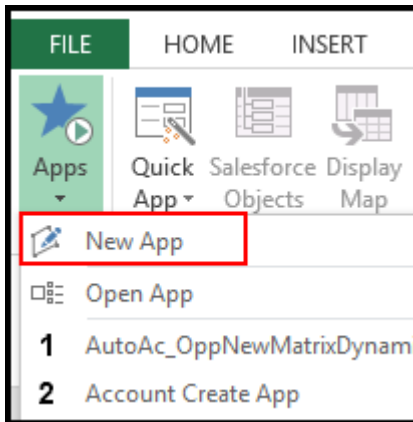 FILE HOME INSERT
Apps Quick App Salesforce Objects Display Map
New App
Open App
1 AutoAc_OppNewMatrixDynam
2 Account Create App